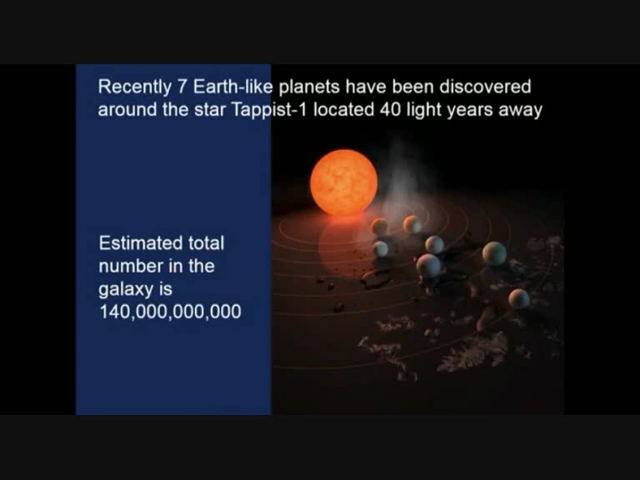 Recently 7 Earth-like planets have been discovered
around the star Tappist-1 located 40 light years away
Estimated total
number in the
galaxy is
140,000,000,000